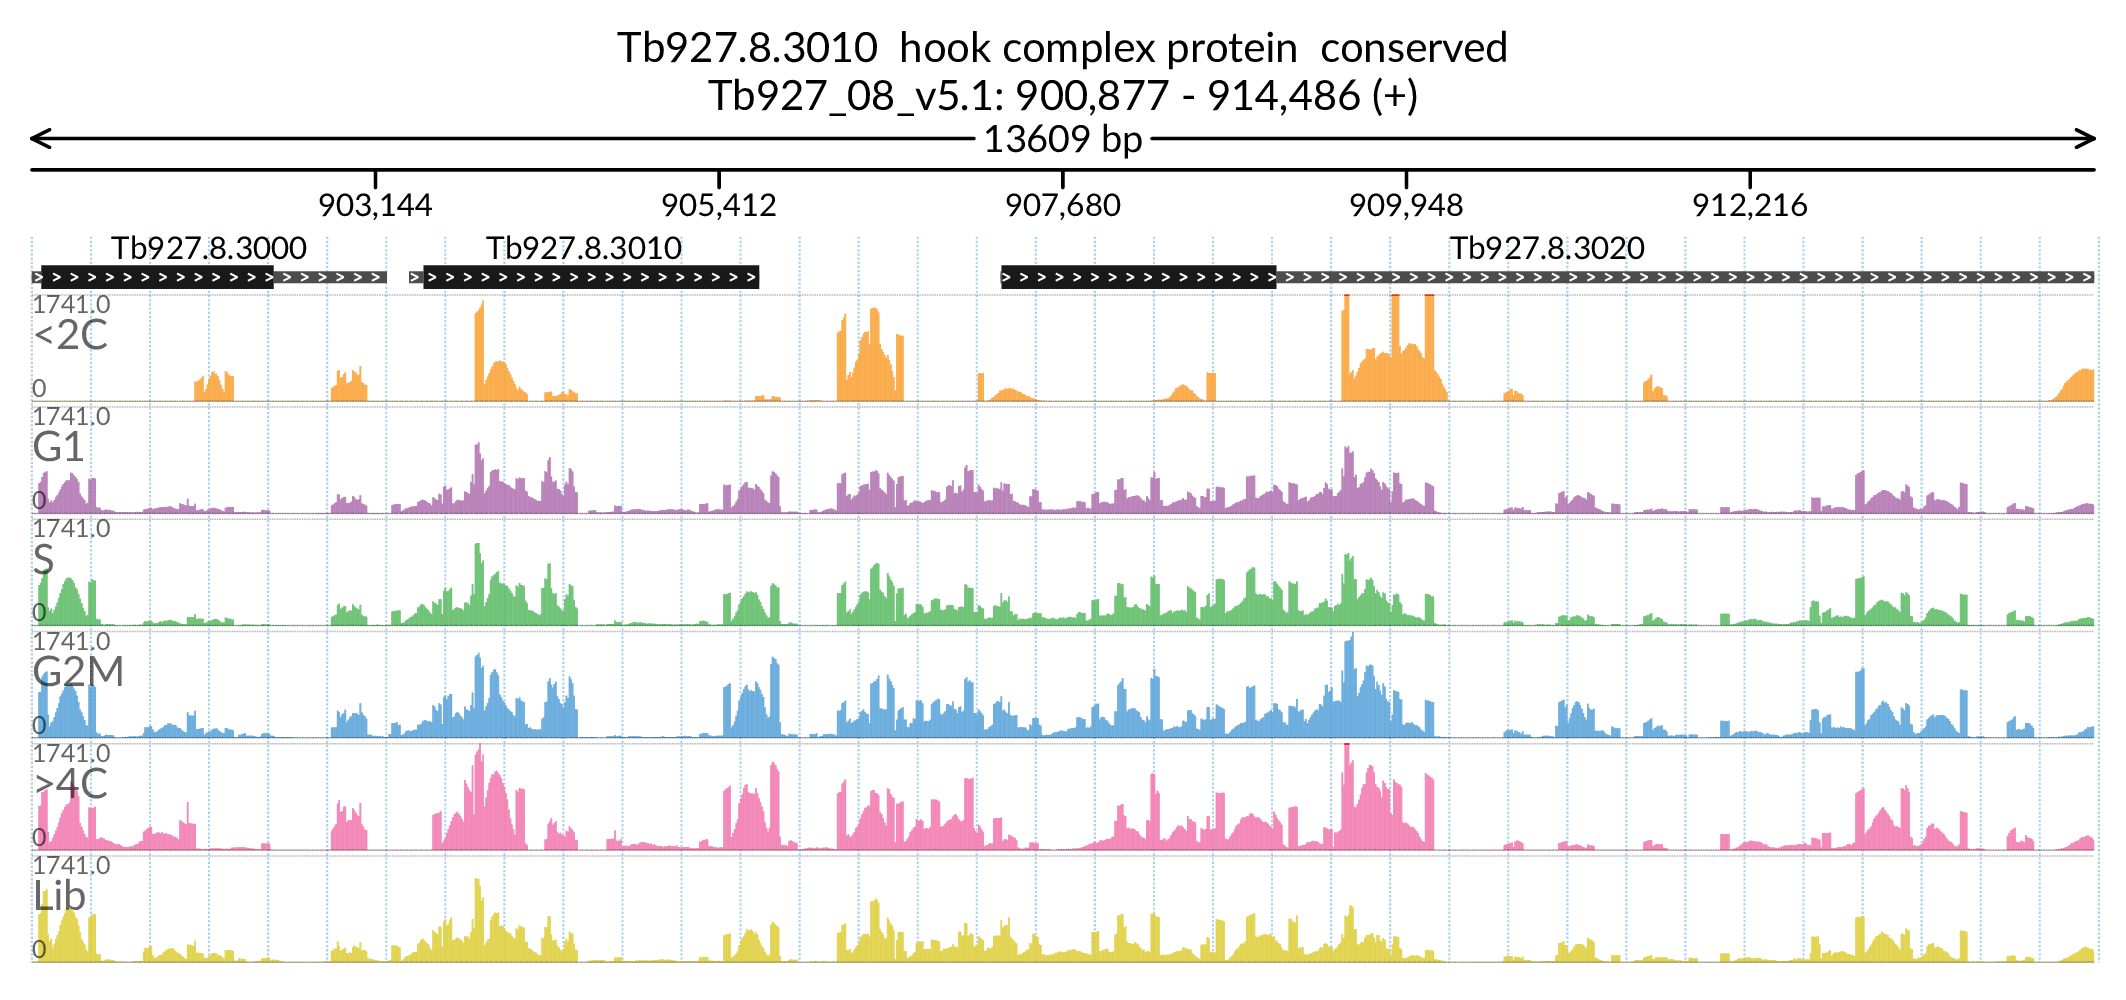 Tb927.8.3010  hook complex protein  conserved
Tb927_08_v5.1: 900,877 - 914,486 (+)
13609 bp
903,144 905,412 907,680 909,948 912,216
Tb927.8.3000 Tb927.8.3010 Tb927.8.3020
1741.0
<2C
0
1741.0
G1
0
1741.0
S
0
1741.0
G2M
0
1741.0
>4C
0
1741.0
Lib
0